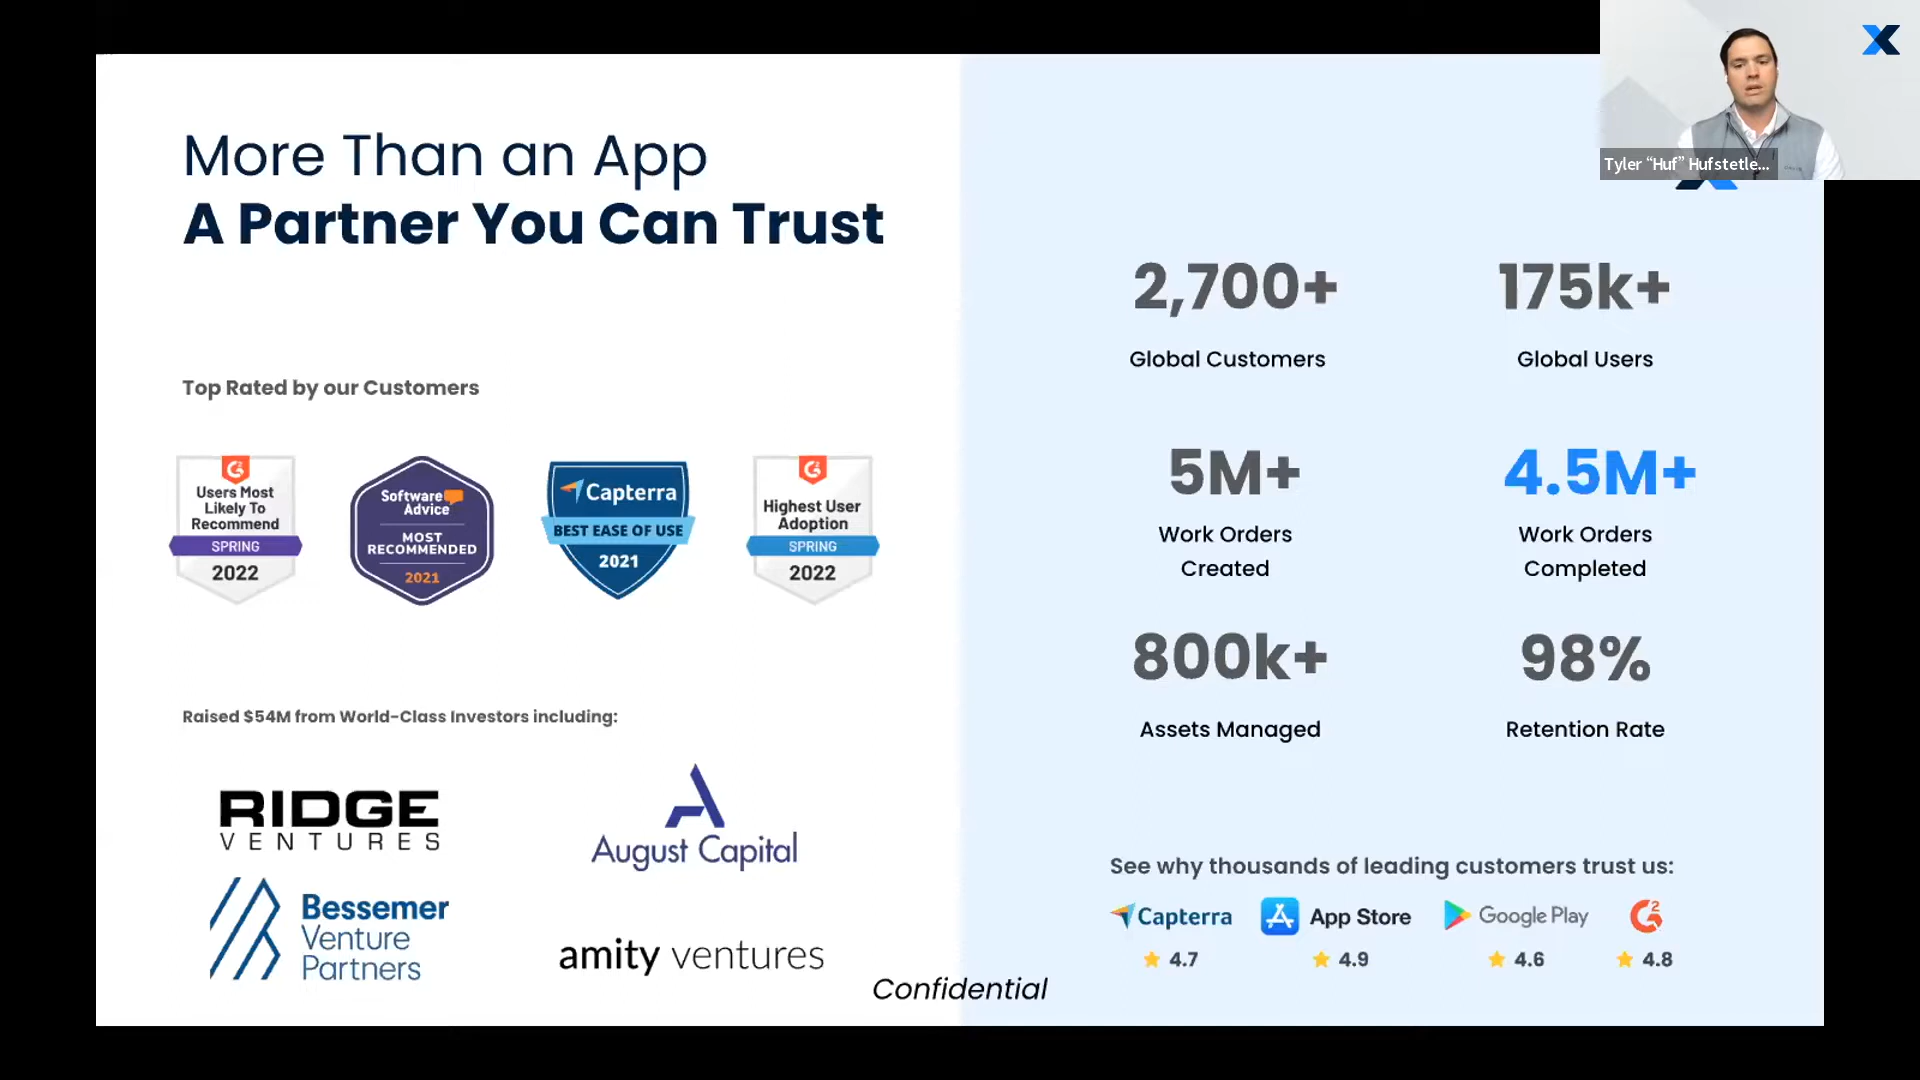 Tyler “Huf” Hufstetle...
More Than an App
A Partner You Can Trust
Top Rated by our Customers
Users Most
Likely To
Recommend
SPRING
2022
Software
Advice
MOST
RECOMMENDED
2021
Capterra
BEST EASE OF USE
2021
Highest User
Adoption
SPRING
2022
Raised $54M from World-Class Investors including:
RIDGE
VENTURES
August Capital
Bessemer
Venture
Partners
amity ventures
Confidential
2,700+
Global Customers
175k+
Global Users
5M+
Work Orders
Created
4.5M+
Work Orders
Completed
800k+
Assets Managed
98%
Retention Rate
See why thousands of leading customers trust us:
Capterra
4.7
App Store
4.9
Google Play
4.6
G2
4.8